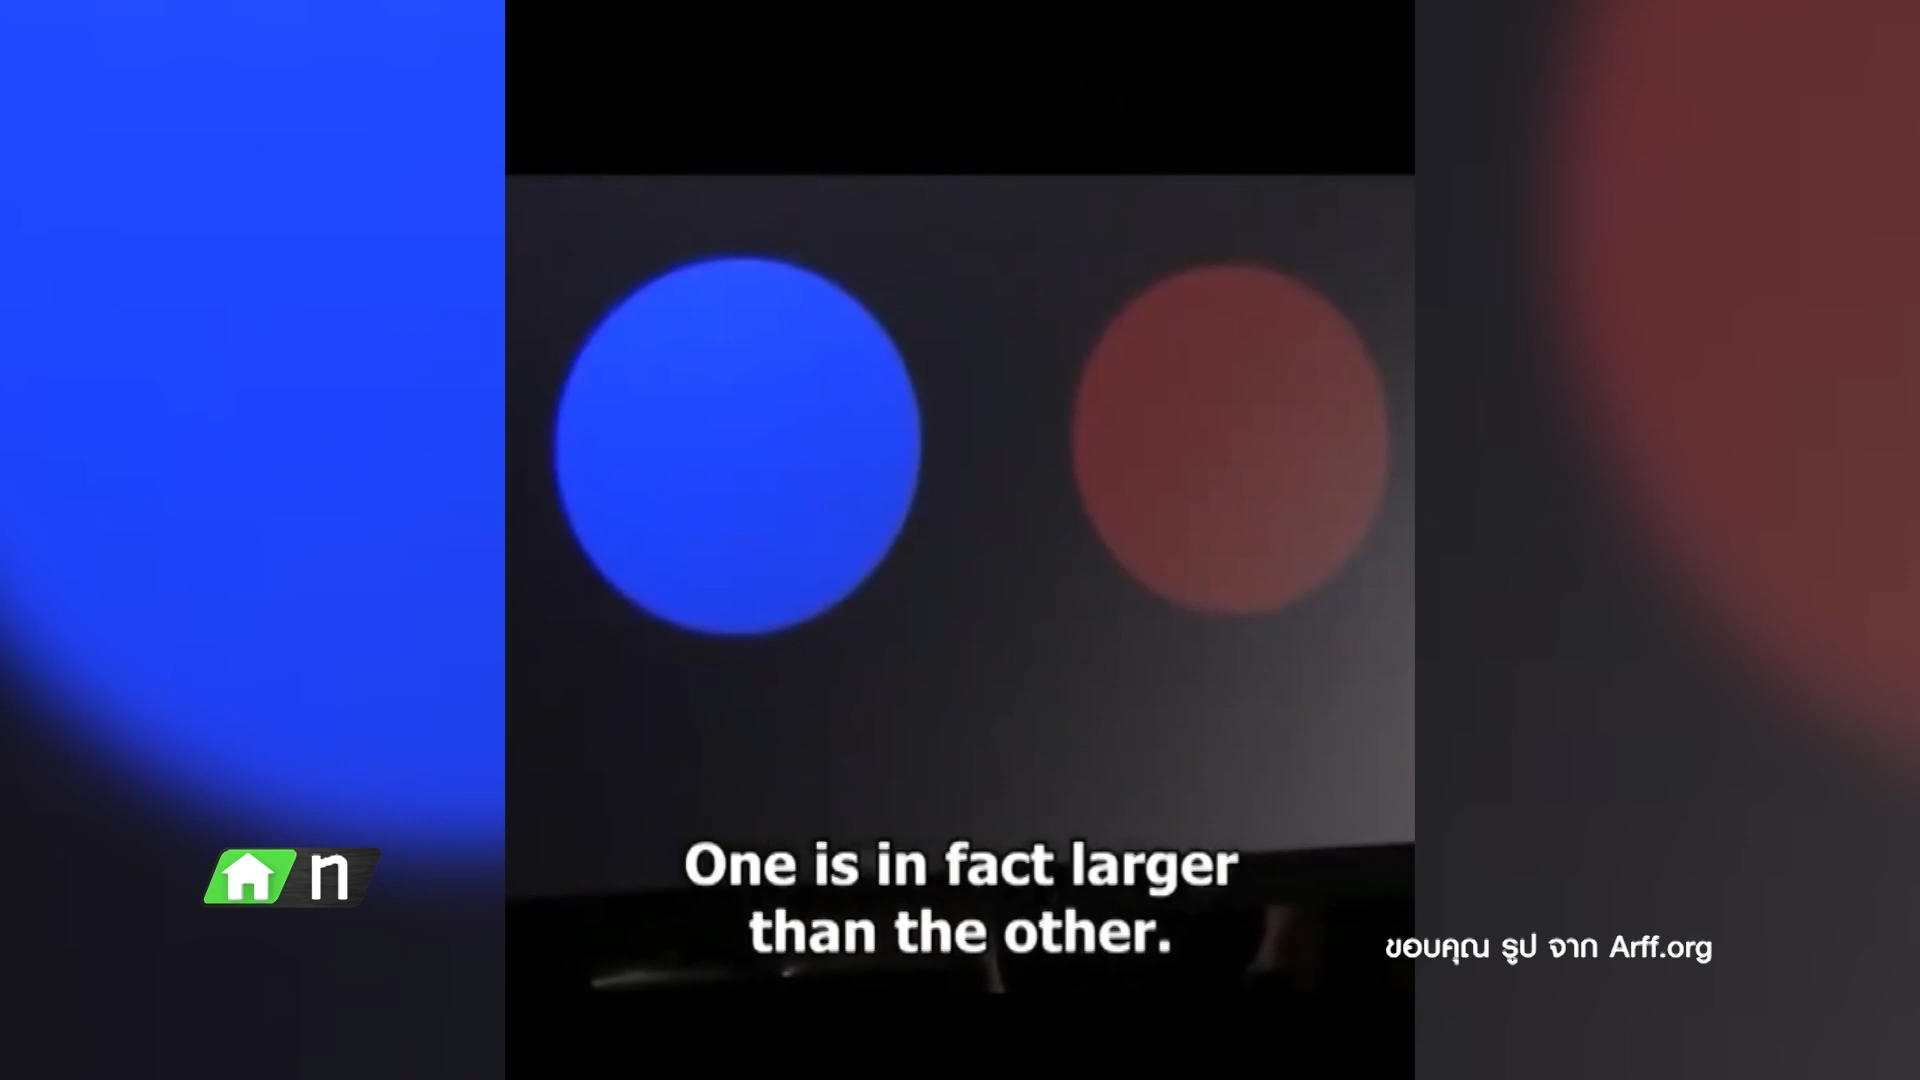 One is in fact larger
than the other.
ท
ขอบคุณ รูป จาก Arff.org